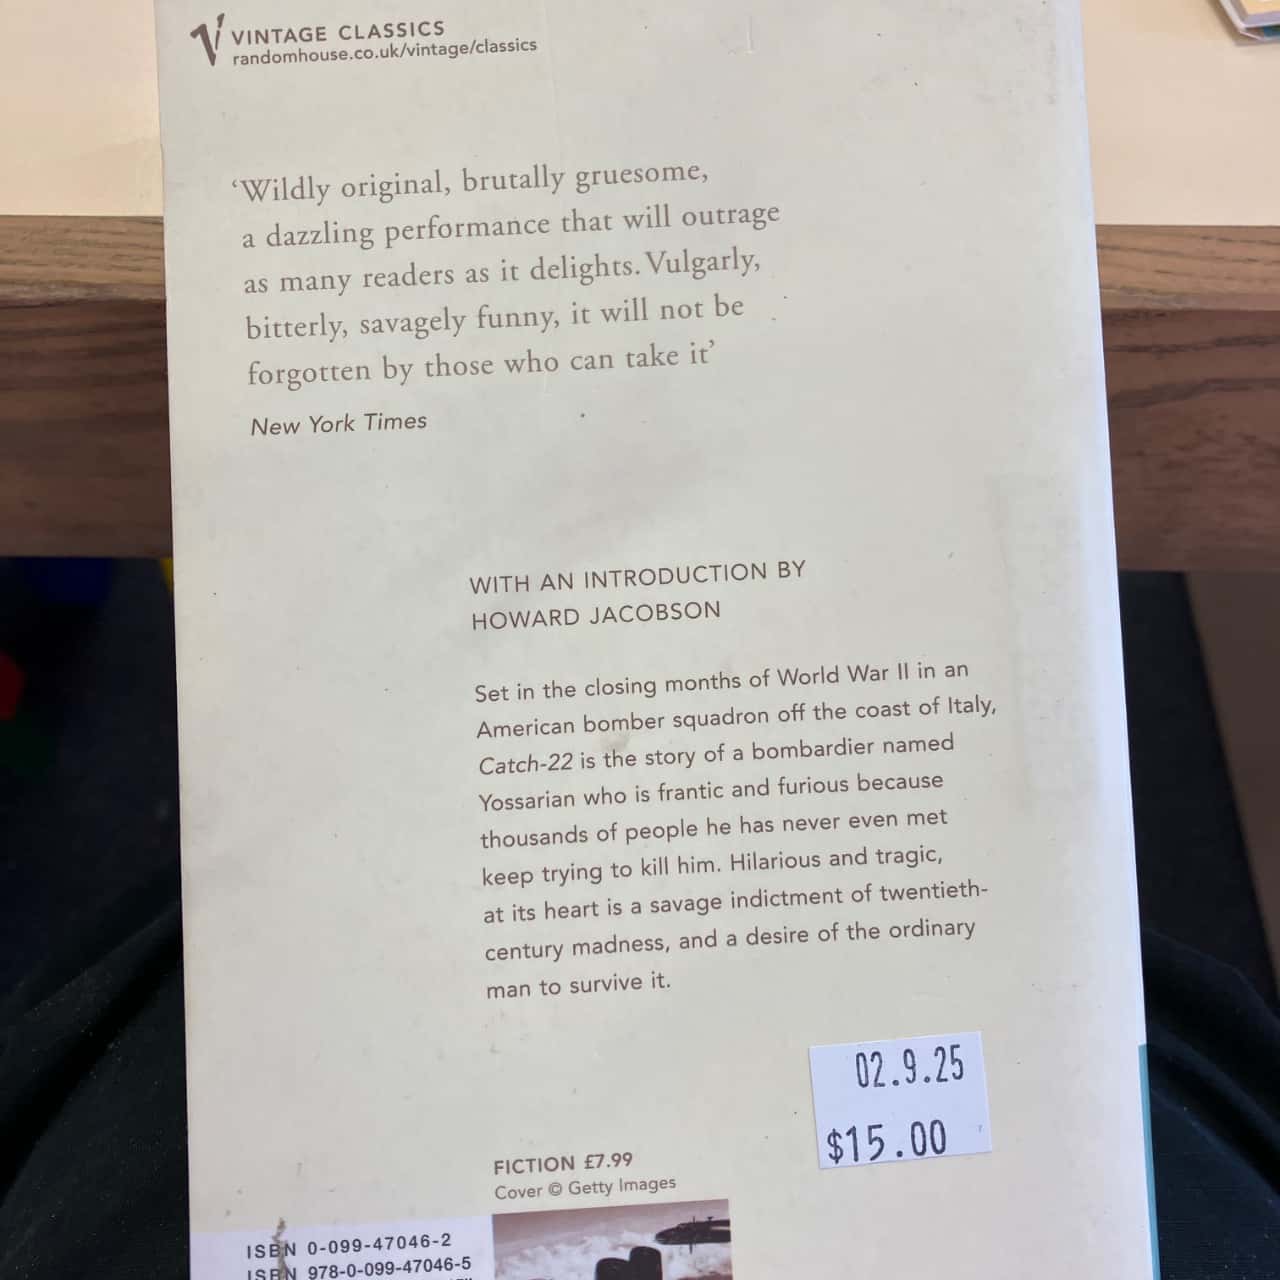 VINTAGE CLASSICS
randomhouse.co.uk/vintage/classics
‘Wildly original, brutally gruesome,
a dazzling performance that will outrage
as many readers as it delights. Vulgarly,
bitterly, savagely funny, it will not be
forgotten by those who can take it’
New York Times
WITH AN INTRODUCTION BY
HOWARD JACOBSON
Set in the closing months of World War II in an
American bomber squadron off the coast of Italy,
Catch-22 is the story of a bombardier named
Yossarian who is frantic and furious because
thousands of people he has never even met
keep trying to kill him. Hilarious and tragic,
at its heart is a savage indictment of twentieth-
century madness, and a desire of the ordinary
man to survive it.
02.9.25
$15.00
FICTION £7.99
Cover © Getty Images
ISBN 0-099-47046-2
ISBN 978-0-099-47046-5